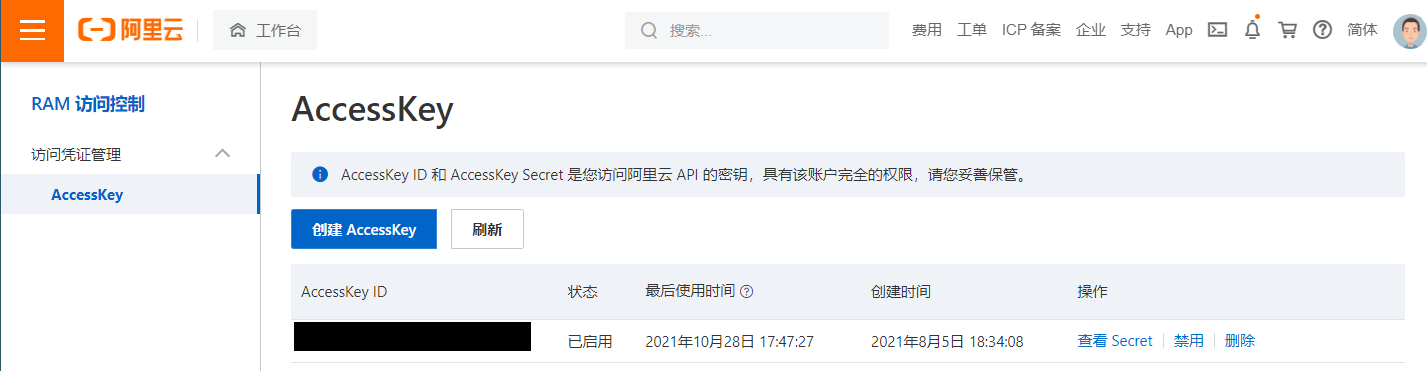 阿里云 工作台 搜索... 费用 工单 ICP 备案 企业 支持 App 简体
RAM 访问控制
访问凭证管理
AccessKey
AccessKey
AccessKey ID 和 AccessKey Secret 是您访问阿里云 API 的密钥，具有该账户完全的权限，请您妥善保管。
创建 AccessKey 刷新
AccessKey ID 状态 最后使用时间 创建时间 操作
已启用 2021年10月28日 17:47:27 2021年8月5日 18:34:08 查看 Secret 禁用 删除